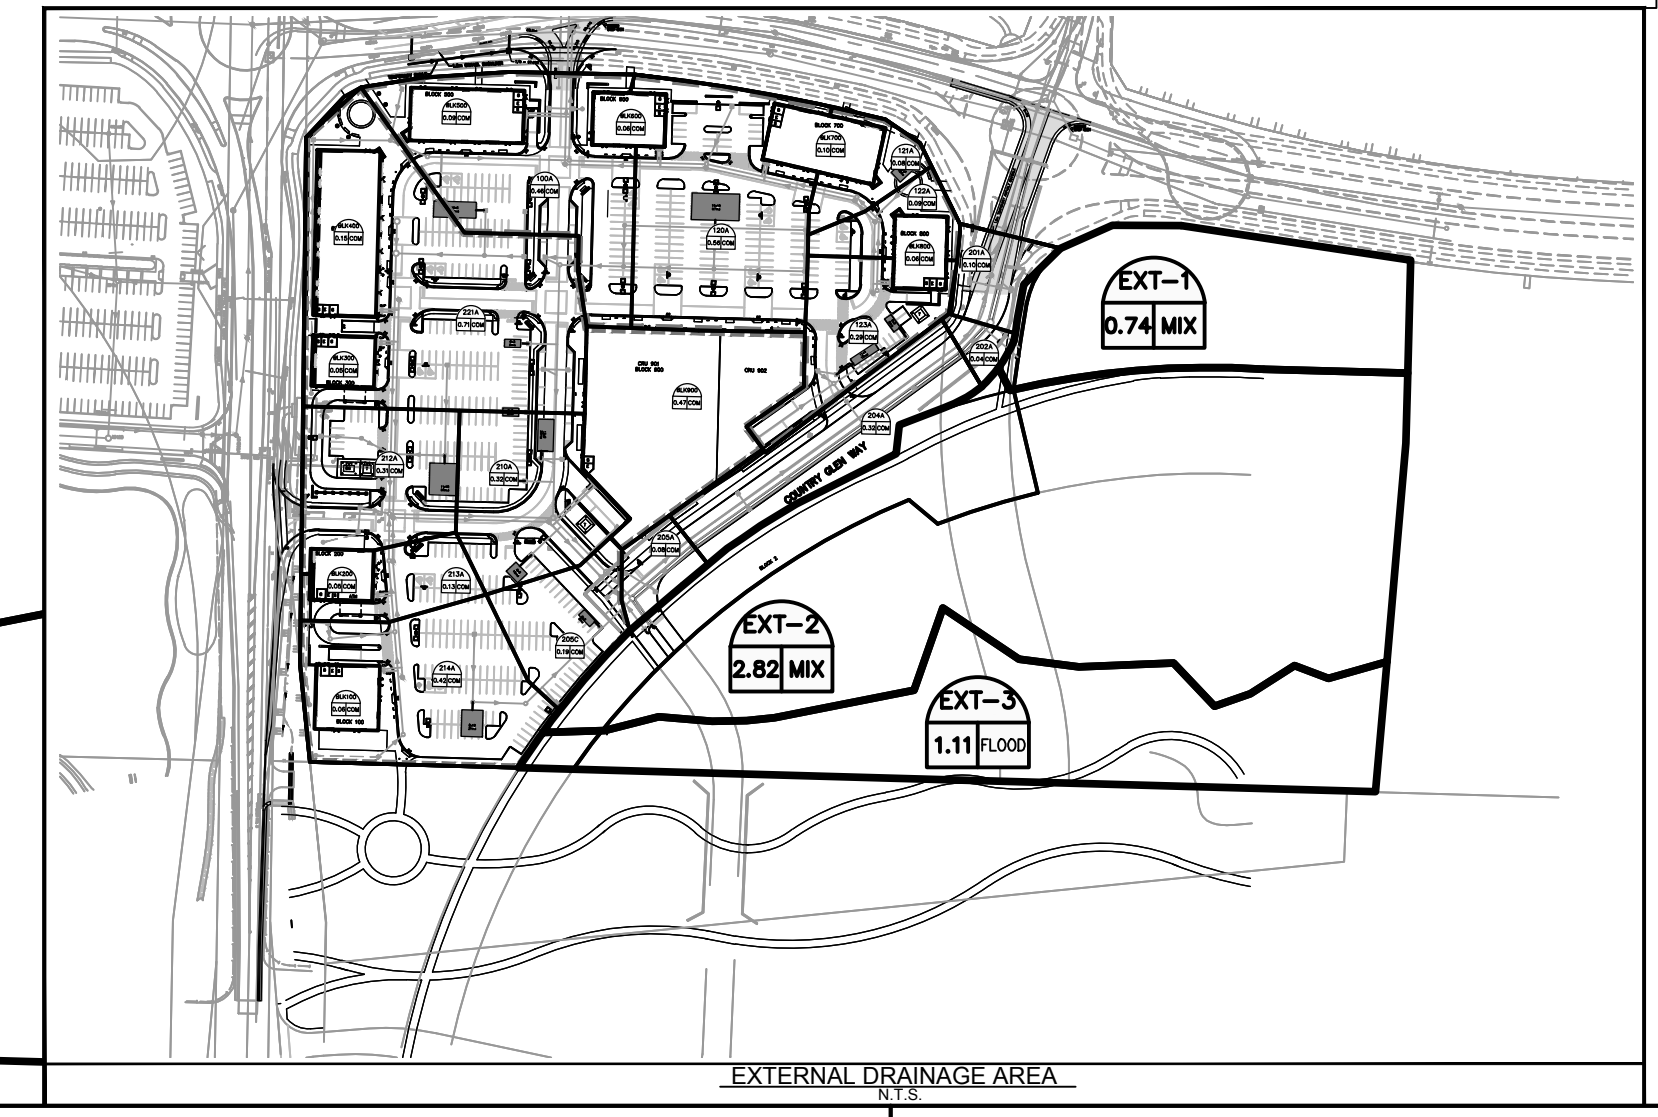 BLOCK 500
BLK500
0.09 COM
BLOCK 600
BLK600
0.06 COM
BLOCK 700
BLK700
0.10 COM
121A
0.08 COM
100A
0.46 COM
122A
0.09 COM
BLK400
0.15 COM
120A
0.56 COM
BLOCK 800
BLK800
0.06 COM
201A
0.10 COM
EXT-1
0.74 MIX
221A
0.71 COM
123A
0.29 COM
202A
0.04 COM
BLK300
0.05 COM
BLOCK 300
CRU 901
BLOCK 900
CRU 902
BLK900
0.47 COM
204A
0.32 COM
212A
0.31 COM
210A
0.32 COM
COUNTRY GLEN WAY
205A
0.08 COM
BLOCK 200
BLK200
0.06 COM
213A
0.13 COM
BLOCK 2
EXT-2
2.82 MIX
205C
0.19 COM
214A
0.42 COM
BLK100
0.06 COM
BLOCK 100
EXT-3
1.11 FLOOD
EXTERNAL DRAINAGE AREA
N.T.S.